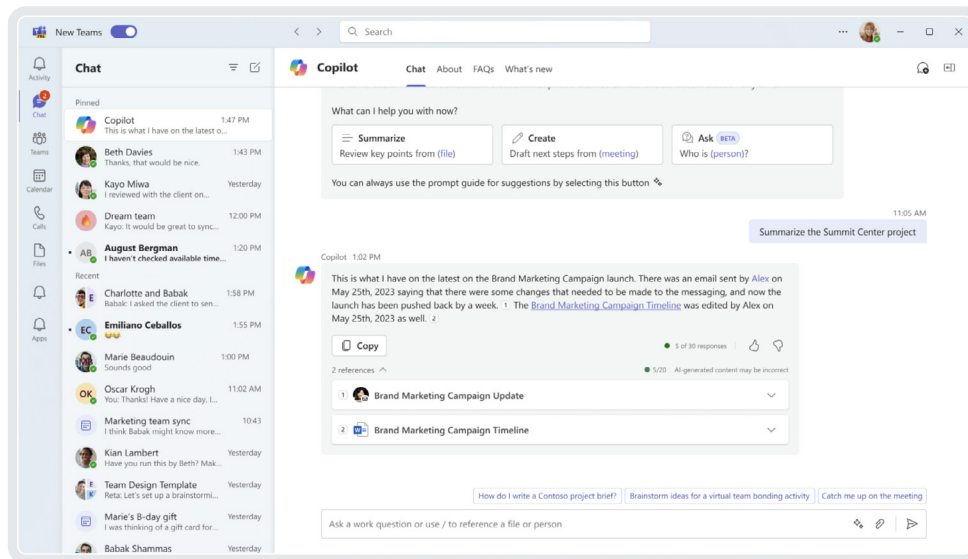 New Teams
Search
Activity
Chat
Teams
Calendar
Calls
Files
Apps
2
Chat
Pinned
Copilot 1:47 PM
This is what I have on the latest o...
Beth Davies 1:43 PM
Thanks, that would be nice.
Kayo Miwa Yesterday
I reviewed with the client on...
Dream team 12:00 PM
Kayo: It would be great to sync...
AB August Bergman 1:20 PM
I haven't checked available time...
Recent
Charlotte and Babak 1:58 PM
Babak: I asked the client to sen...
EC Emiliano Ceballos 1:55 PM
Marie Beaudouin 1:00 PM
Sounds good
OK Oscar Krogh 11:02 AM
You: Thanks! Have a nice day, I...
Marketing team sync 10:43
I think Babak might know more...
Kian Lambert Yesterday
Have you run this by Beth? Mak...
Team Design Template Yesterday
Reta: Let's set up a brainstormi...
Marie's B-day gift Yesterday
I was thinking of a gift card for...
Babak Shammas Yesterday
Copilot Chat About FAQs What's new
What can I help you with now?
Summarize
Review key points from (file)
Create
Draft next steps from (meeting)
Ask BETA
Who is (person)?
You can always use the prompt guide for suggestions by selecting this button
11:05 AM
Summarize the Summit Center project
Copilot 1:02 PM
This is what I have on the latest on the Brand Marketing Campaign launch. There was an email sent by Alex on
May 25th, 2023 saying that there were some changes that needed to be made to the messaging, and now the
launch has been pushed back by a week. 1 The Brand Marketing Campaign Timeline was edited by Alex on
May 25th, 2023 as well. 2
Copy
5 of 30 responses
2 references
5/20 AI-generated content may be incorrect
1 Brand Marketing Campaign Update
2 Brand Marketing Campaign Timeline
How do I write a Contoso project brief? Brainstorm ideas for a virtual team bonding activity Catch me up on the meeting
Ask a work question or use / to reference a file or person